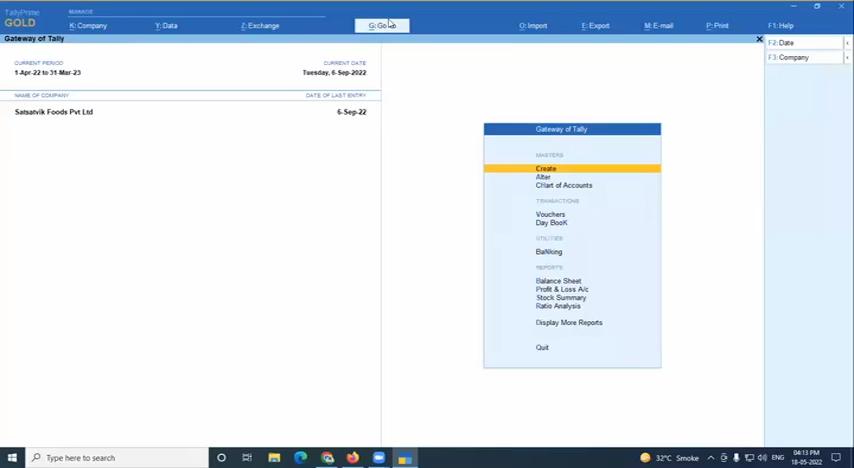 TallyPrime
GOLD
MANAGE
K: Company
Y: Data
Z: Exchange
G: Go To
O: Import
E: Export
M: E-mail
P: Print
F1: Help
Gateway of Tally
F2: Date
F3: Company
CURRENT PERIOD
CURRENT DATE
1-Apr-22 to 31-Mar-23
Tuesday, 6-Sep-2022
NAME OF COMPANY
DATE OF LAST ENTRY
Satsatvik Foods Pvt Ltd
6-Sep-22
Gateway of Tally
MASTERS
Create
Alter
CHart of Accounts
TRANSACTIONS
Vouchers
Day BooK
UTILITIES
BaNking
REPORTS
Balance Sheet
Profit & Loss A/c
Stock Summary
Ratio Analysis
Display More Reports
Quit
Type here to search
32°C Smoke
ENG
04:13 PM
18-05-2022